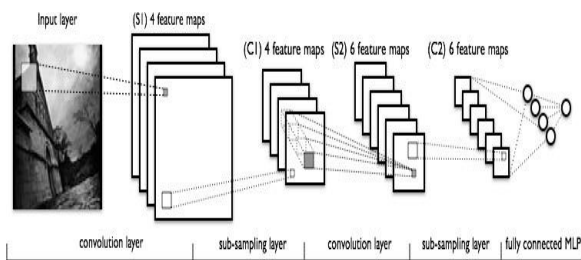 Input layer
(S1) 4 feature maps
(C1) 4 feature maps
(S2) 6 feature maps
(C2) 6 feature maps
convolution layer
sub-sampling layer
convolution layer
sub-sampling layer
fully connected MLP